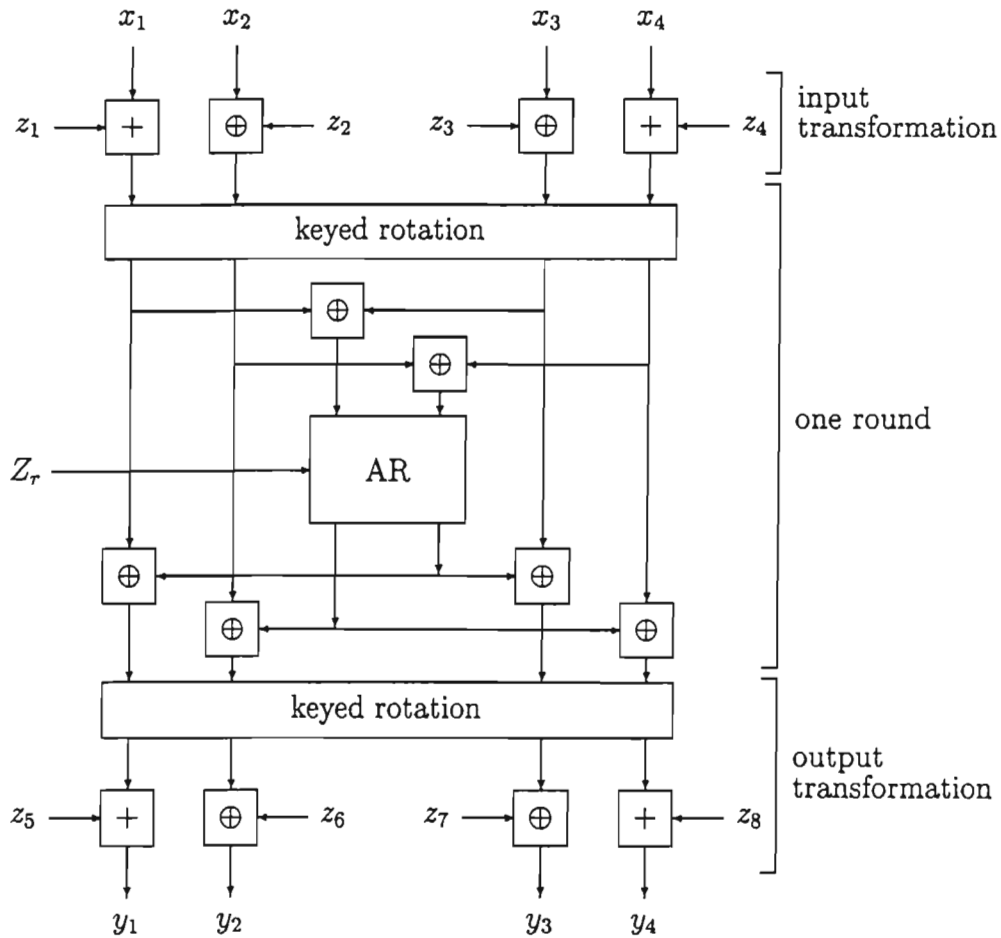 x₁ x₂ x₃ x₄
z₁ + ⊕ z₂ z₃ ⊕ + z₄
input
transformation
keyed rotation
⊕
⊕
one round
Zᵣ AR
⊕ ⊕
⊕ ⊕
keyed rotation
output
transformation
z₅ + ⊕ z₆ z₇ ⊕ + z₈
y₁ y₂ y₃ y₄